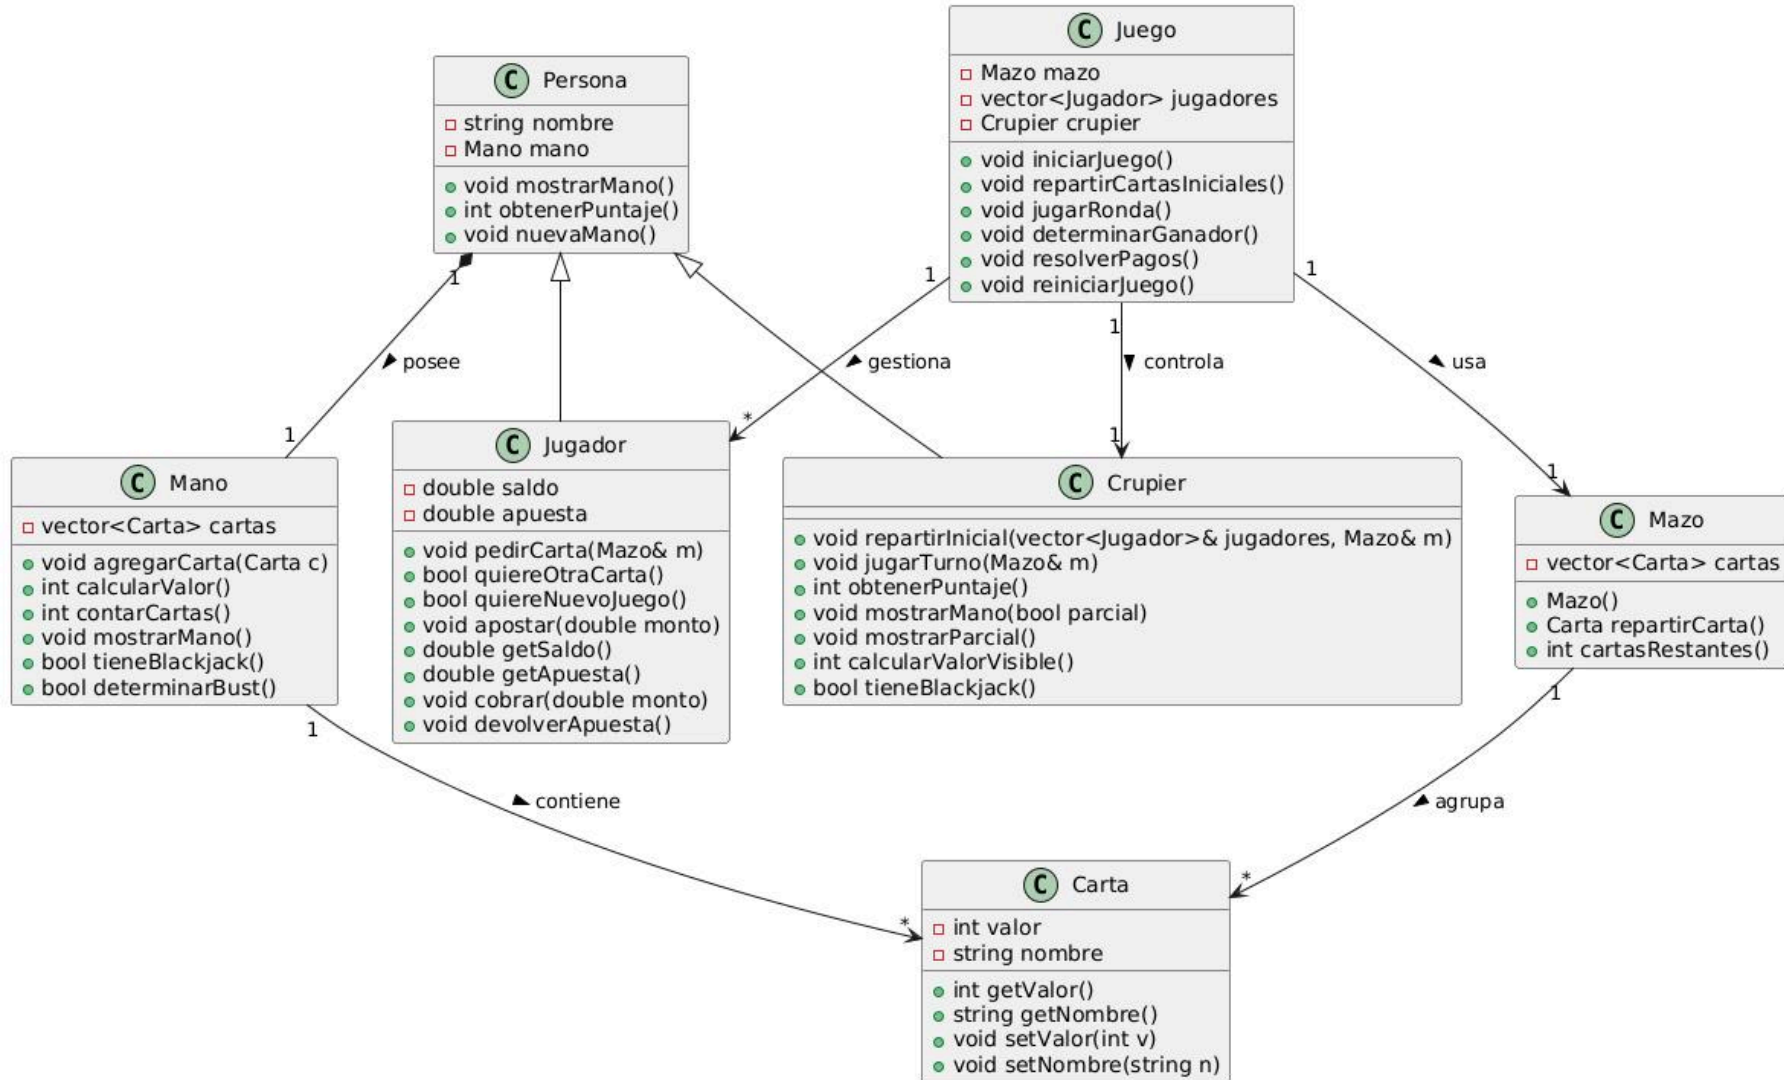 C Juego
Mazo mazo
vector<Jugador> jugadores
Crupier crupier
void iniciarJuego()
void repartirCartasIniciales()
void jugarRonda()
void determinarGanador()
void resolverPagos()
void reiniciarJuego()
C Persona
string nombre
Mano mano
void mostrarMano()
int obtenerPuntaje()
void nuevaMano()
1
1
1
1
posee
gestiona
controla
usa
1
*
1
1
C Mano
vector<Carta> cartas
void agregarCarta(Carta c)
int calcularValor()
int contarCartas()
void mostrarMano()
bool tieneBlackjack()
bool determinarBust()
C Jugador
double saldo
double apuesta
void pedirCarta(Mazo& m)
bool quiereOtraCarta()
bool quiereNuevoJuego()
void apostar(double monto)
double getSaldo()
double getApuesta()
void cobrar(double monto)
void devolverApuesta()
C Crupier
void repartirInicial(vector<Jugador>& jugadores, Mazo& m)
void jugarTurno(Mazo& m)
int obtenerPuntaje()
void mostrarMano(bool parcial)
void mostrarParcial()
int calcularValorVisible()
bool tieneBlackjack()
C Mazo
vector<Carta> cartas
Mazo()
Carta repartirCarta()
int cartasRestantes()
1
1
contiene
agrupa
*
*
C Carta
int valor
string nombre
int getValor()
string getNombre()
void setValor(int v)
void setNombre(string n)